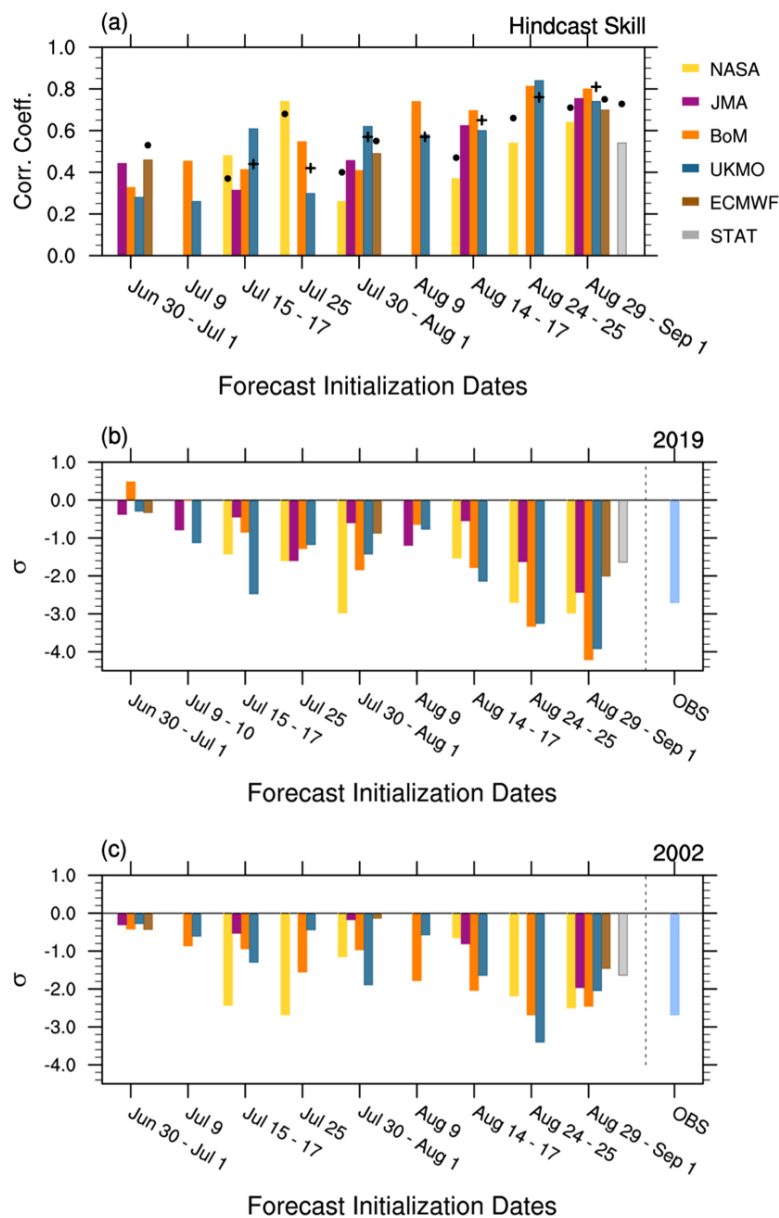 (a)
Hindcast Skill
1.0
0.8
0.6
0.4
0.2
0.0
Corr. Coeff.
NASA
JMA
BoM
UKMO
ECMWF
STAT
Jun 30 - Jul 1
Jul 9
Jul 15 - 17
Jul 25
Jul 30 - Aug 1
Aug 9
Aug 14 - 17
Aug 24 - 25
Aug 29 - Sep 1
Forecast Initialization Dates
(b)
2019
1.0
0.0
-1.0
-2.0
-3.0
-4.0
σ
Jun 30 - Jul 1
Jul 9 - 10
Jul 15 - 17
Jul 25
Jul 30 - Aug 1
Aug 9
Aug 14 - 17
Aug 24 - 25
Aug 29 - Sep 1
OBS
Forecast Initialization Dates
(c)
2002
1.0
0.0
-1.0
-2.0
-3.0
-4.0
σ
Jun 30 - Jul 1
Jul 9
Jul 15 - 17
Jul 25
Jul 30 - Aug 1
Aug 9
Aug 14 - 17
Aug 24 - 25
Aug 29 - Sep 1
OBS
Forecast Initialization Dates